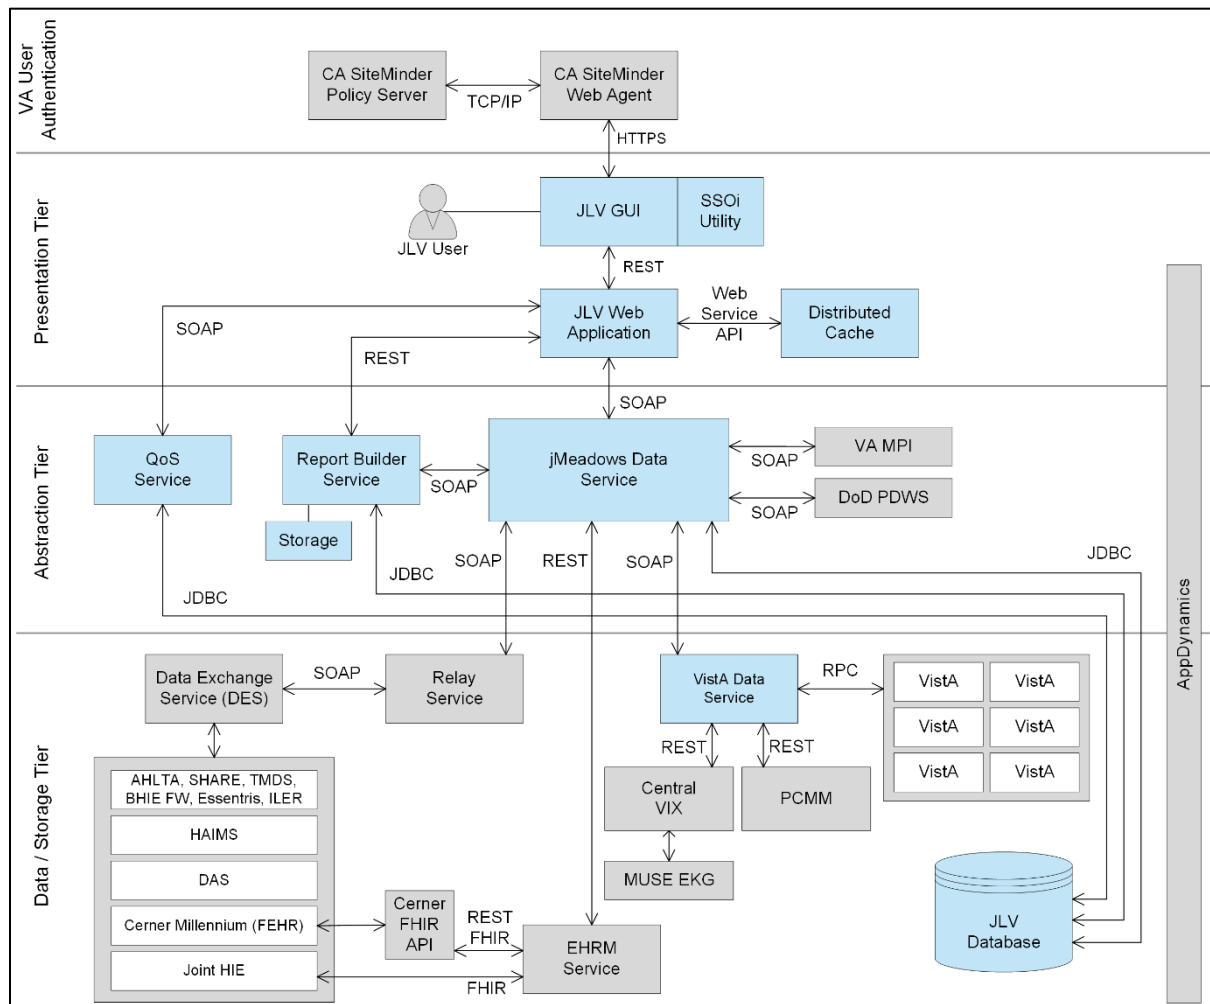 VA User
Authentication
CA SiteMinder
Policy Server
TCP/IP
CA SiteMinder
Web Agent
HTTPS
Presentation Tier
JLV User
JLV GUI
SSOi
Utility
REST
SOAP
REST
JLV Web
Application
Web
Service
API
Distributed
Cache
SOAP
Abstraction Tier
QoS
Service
Report Builder
Service
Storage
SOAP
jMeadows Data
Service
SOAP
VA MPI
SOAP
DoD PDWS
JDBC
JDBC
SOAP
REST
SOAP
JDBC
AppDynamics
Data / Storage Tier
Data Exchange
Service (DES)
SOAP
Relay
Service
VistA Data
Service
RPC
VistA
VistA
VistA
VistA
VistA
VistA
REST
REST
Central
VIX
PCMM
MUSE EKG
AHLTA, SHARE, TMDS,
BHIE FW, Essentris, ILER
HAIMS
DAS
Cerner Millennium (FEHR)
Joint HIE
Cerner
FHIR
API
REST
FHIR
FHIR
EHRM
Service
JLV
Database